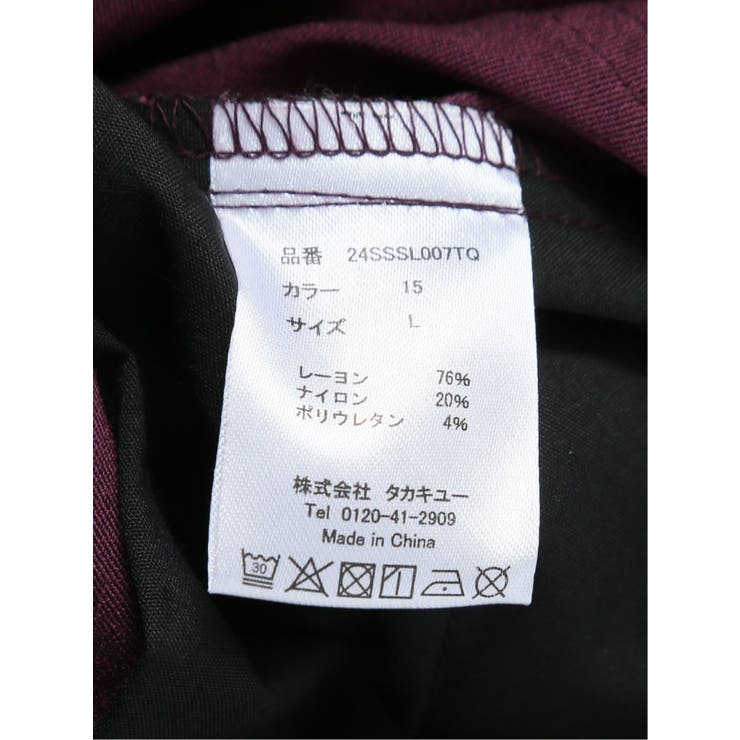 品番 24SSSL007TQ
カラー 15
サイズ L
レーヨン 76%
ナイロン 20%
ポリウレタン 4%
株式会社 タカキユー
Tel 0120-41-2909
Made in China
30